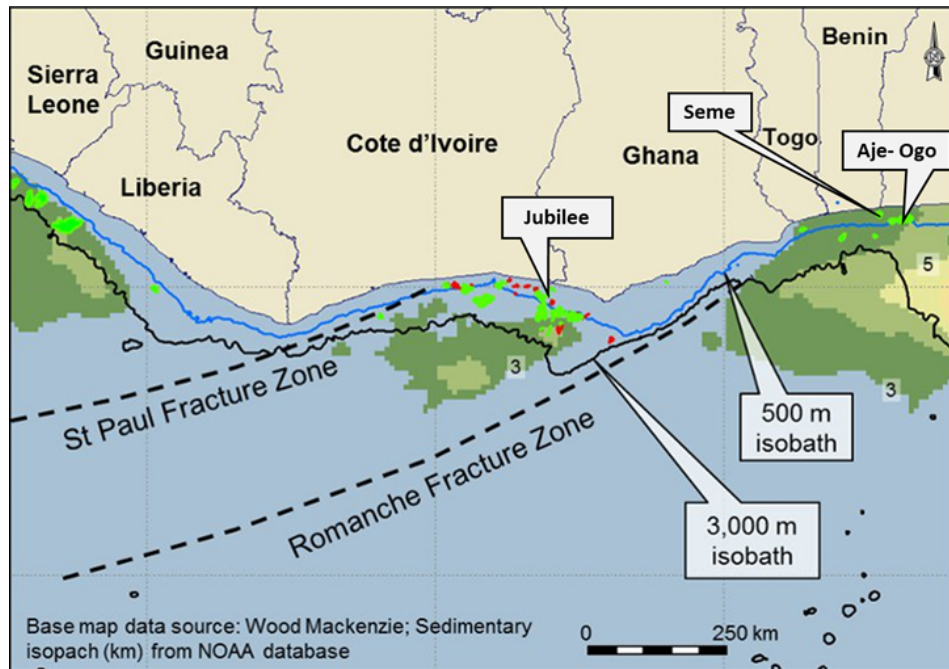 Guinea
Benin
Sierra
Leone
Seme
Cote d'Ivoire
Togo
Aje- Ogo
Ghana
Liberia
Jubilee
5
3
3
St Paul Fracture Zone
500 m
isobath
Romanche Fracture Zone
3,000 m
isobath
Base map data source: Wood Mackenzie; Sedimentary
isopach (km) from NOAA database
0 250 km